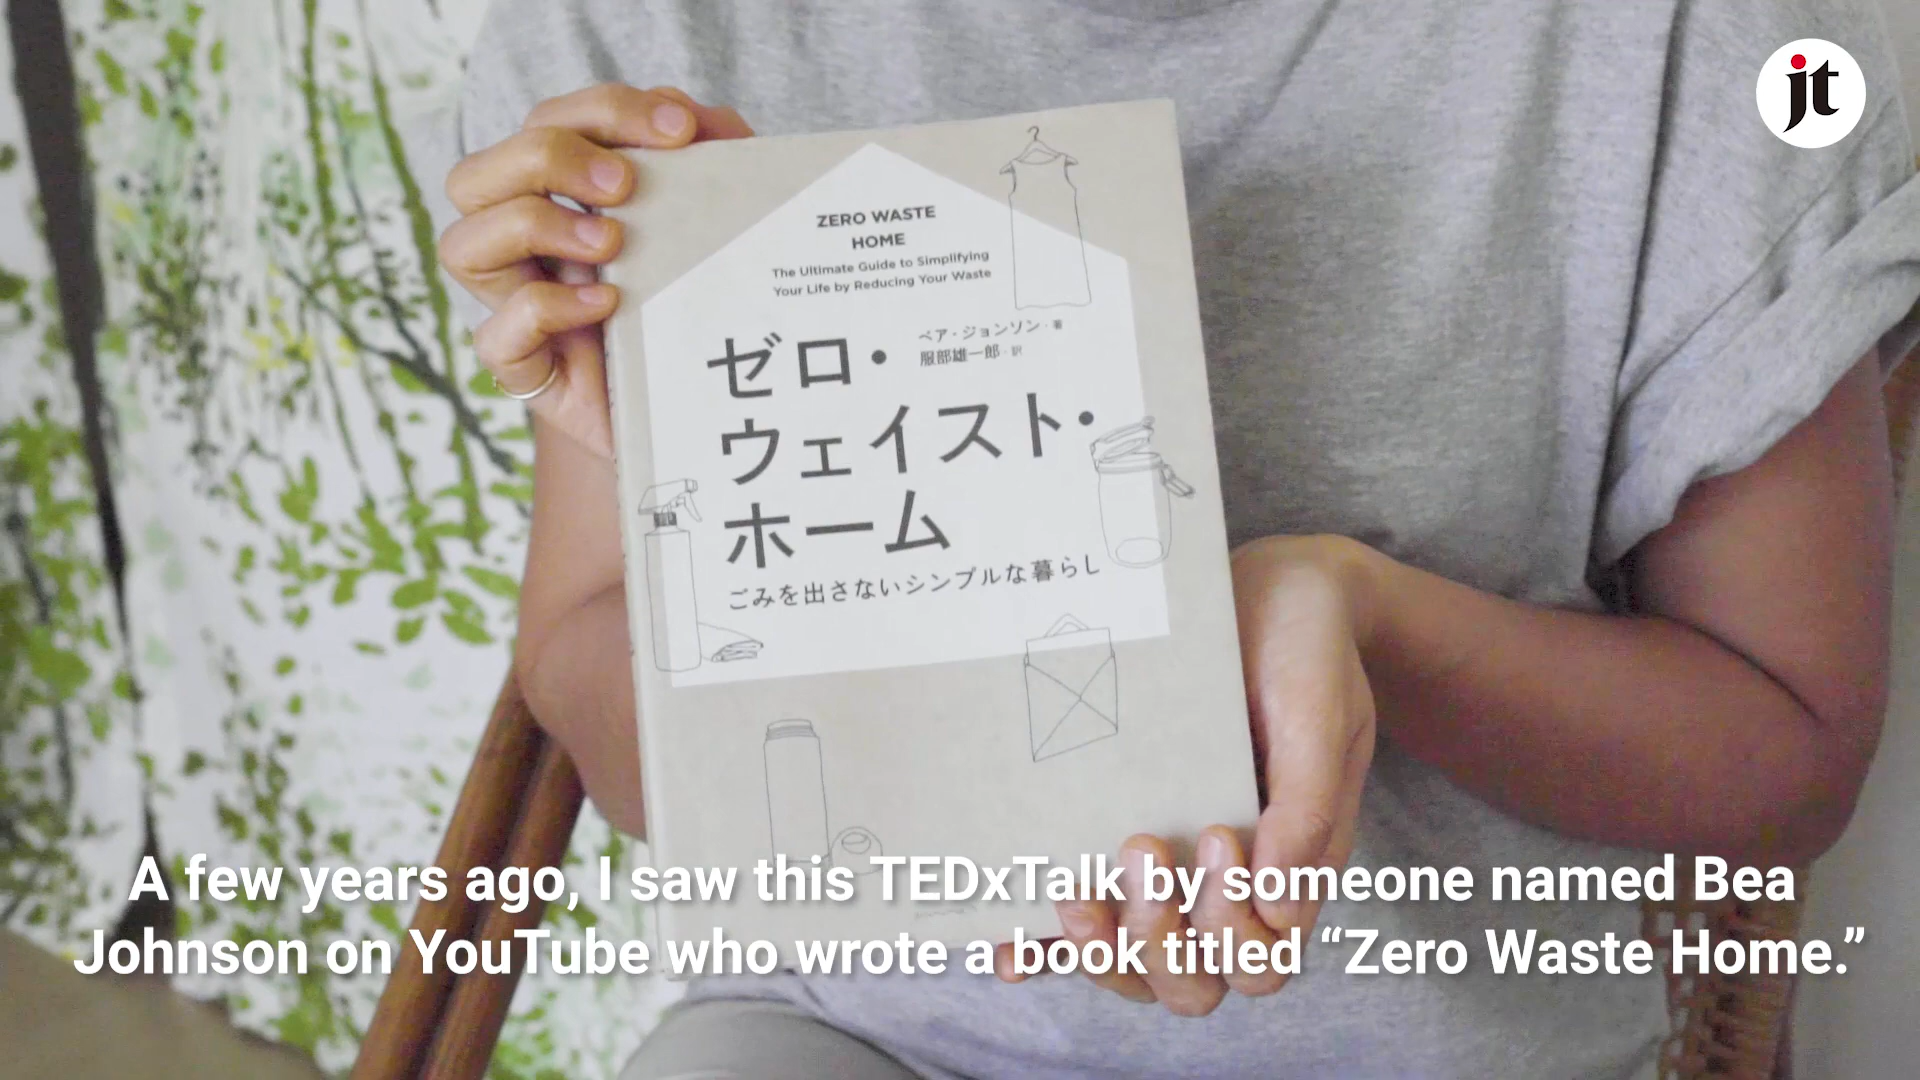 jt
ZERO WASTE
HOME
The Ultimate Guide to Simplifying
Your Life by Reducing Your Waste
ゼロ・
ベア・ジョンソン・著
服部雄一郎・訳
ウェイスト・
ホーム
ごみを出さないシンプルな暮らし
A few years ago, I saw this TEDxTalk by someone named Bea
Johnson on YouTube who wrote a book titled “Zero Waste Home.”